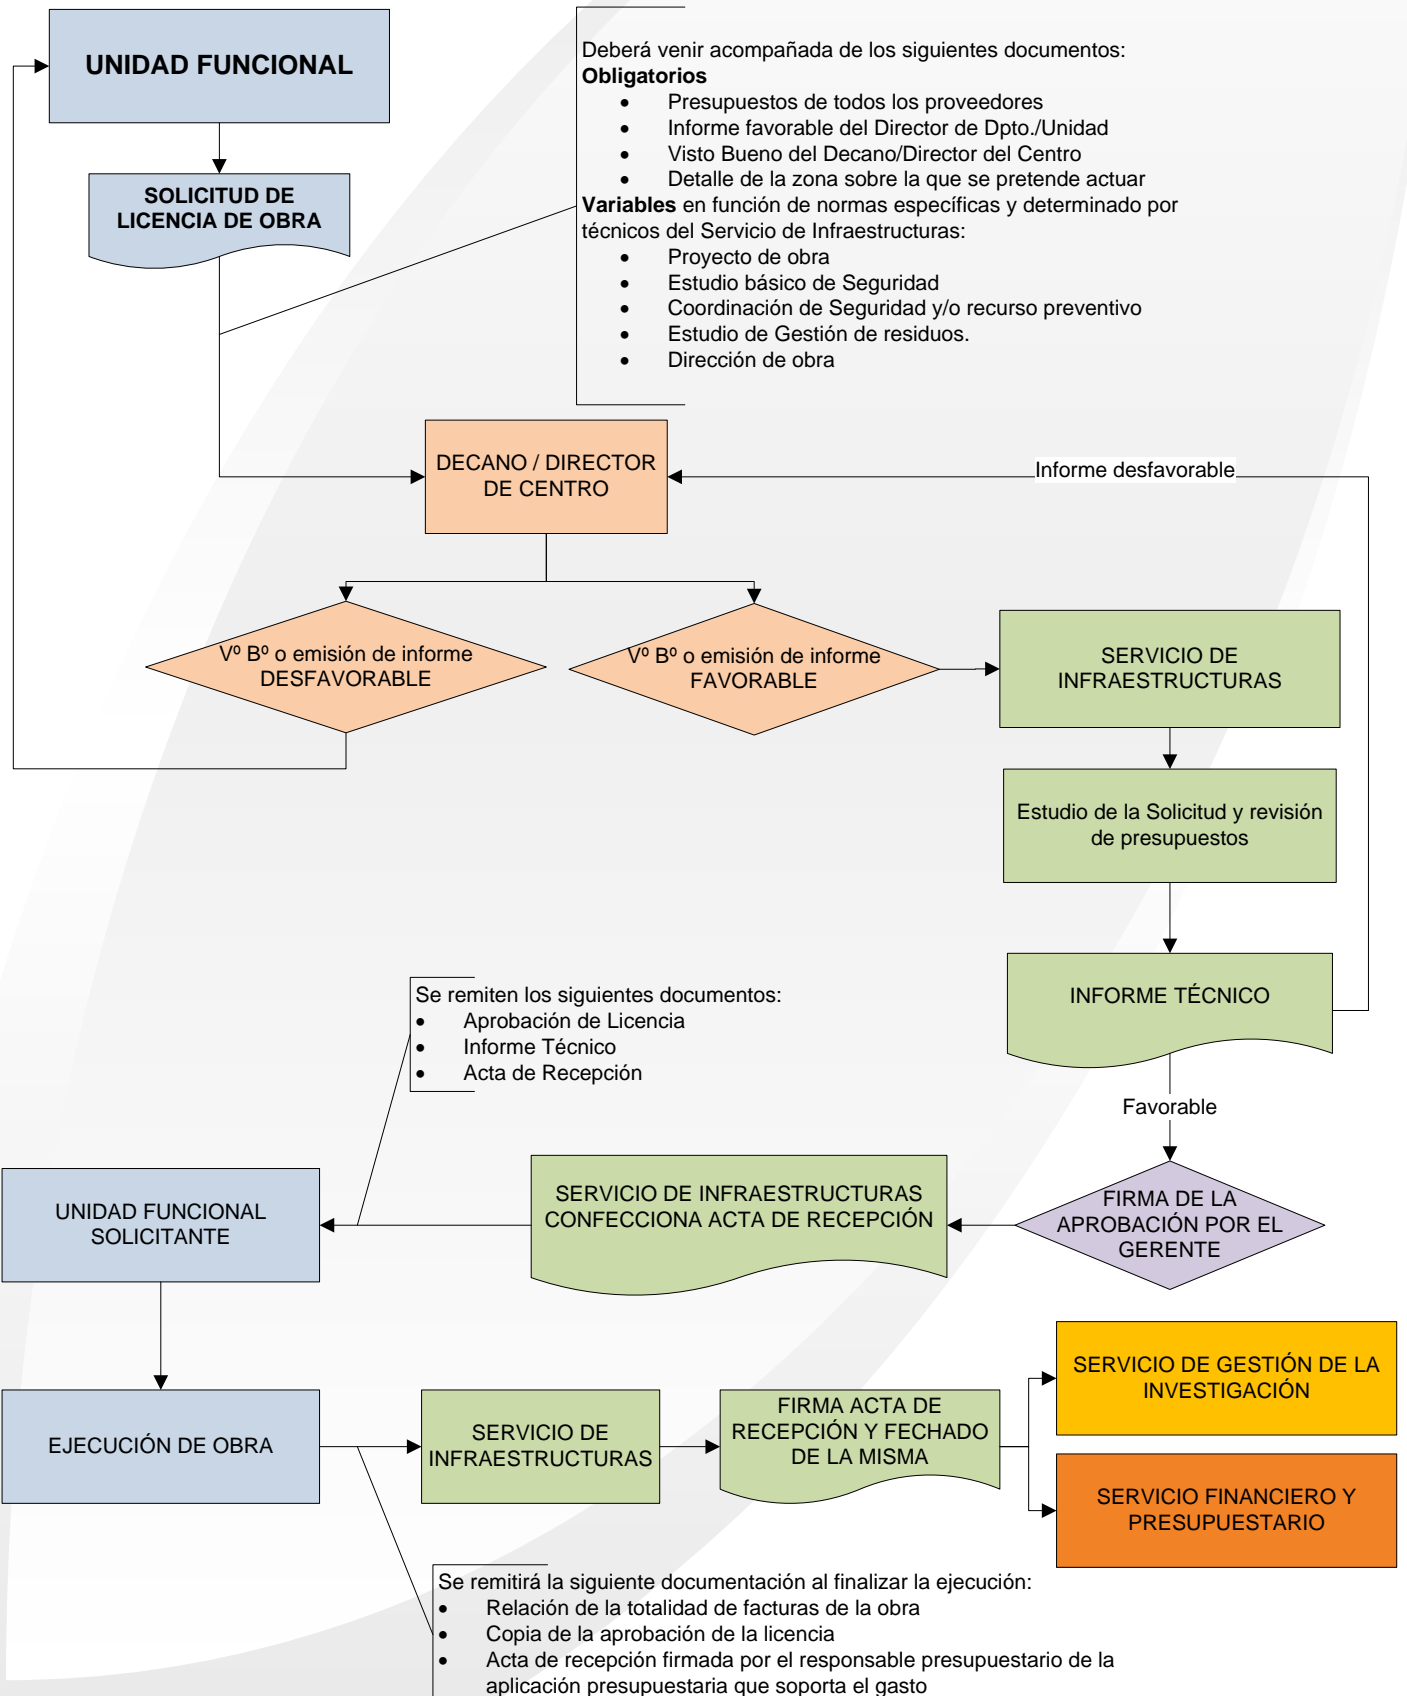 UNIDAD FUNCIONAL
SOLICITUD DE
LICENCIA DE OBRA
Deberá venir acompañada de los siguientes documentos:
Obligatorios
• Presupuestos de todos los proveedores
• Informe favorable del Director de Dpto./Unidad
• Visto Bueno del Decano/Director del Centro
• Detalle de la zona sobre la que se pretende actuar
Variables en función de normas específicas y determinado por
técnicos del Servicio de Infraestructuras:
• Proyecto de obra
• Estudio básico de Seguridad
• Coordinación de Seguridad y/o recurso preventivo
• Estudio de Gestión de residuos.
• Dirección de obra
DECANO / DIRECTOR
DE CENTRO
Informe desfavorable
Vº Bº o emisión de informe
DESFAVORABLE
Vº Bº o emisión de informe
FAVORABLE
SERVICIO DE
INFRAESTRUCTURAS
Estudio de la Solicitud y revisión
de presupuestos
INFORME TÉCNICO
Favorable
Se remiten los siguientes documentos:
• Aprobación de Licencia
• Informe Técnico
• Acta de Recepción
FIRMA DE LA
APROBACIÓN POR EL
GERENTE
SERVICIO DE INFRAESTRUCTURAS
CONFECCIONA ACTA DE RECEPCIÓN
UNIDAD FUNCIONAL
SOLICITANTE
EJECUCIÓN DE OBRA
SERVICIO DE
INFRAESTRUCTURAS
FIRMA ACTA DE
RECEPCIÓN Y FECHADO
DE LA MISMA
SERVICIO DE GESTIÓN DE LA
INVESTIGACIÓN
SERVICIO FINANCIERO Y
PRESUPUESTARIO
Se remitirá la siguiente documentación al finalizar la ejecución:
• Relación de la totalidad de facturas de la obra
• Copia de la aprobación de la licencia
• Acta de recepción firmada por el responsable presupuestario de la
aplicación presupuestaria que soporta el gasto